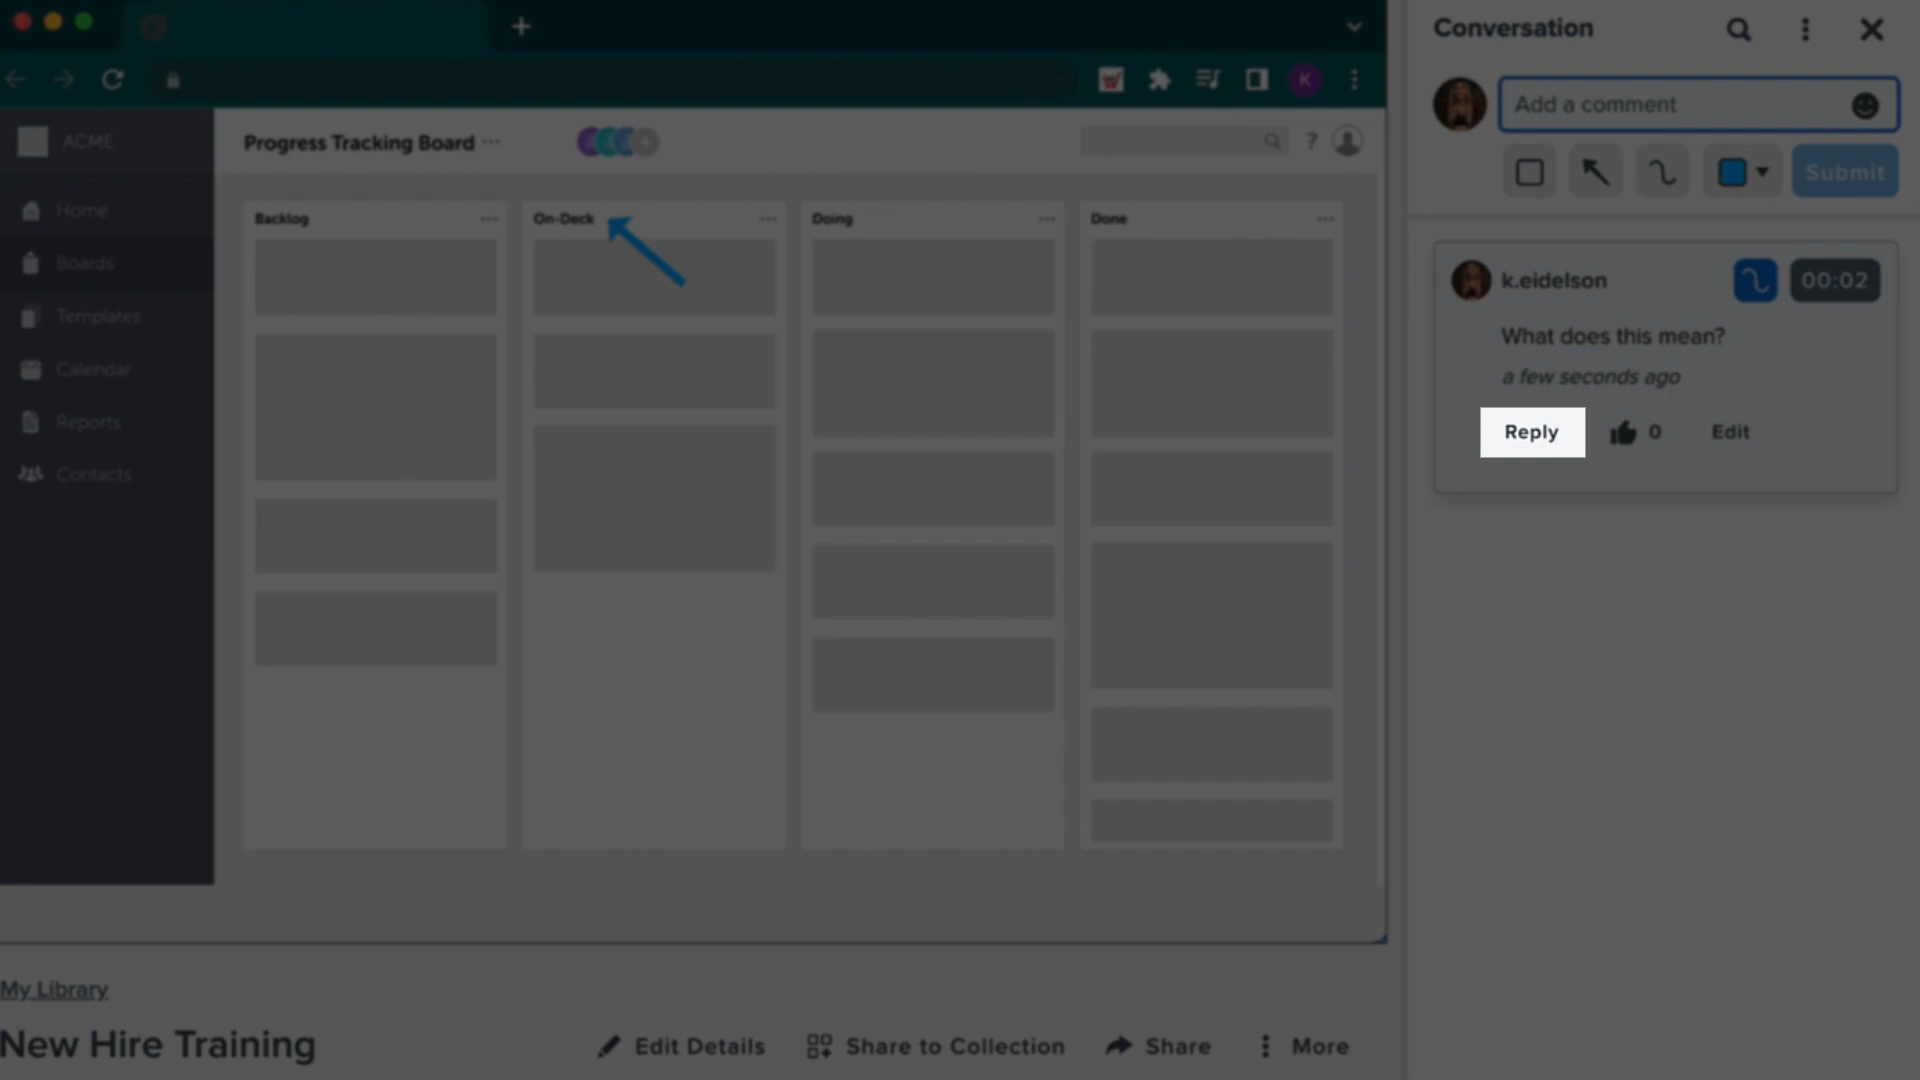 K
ACME
Home
Boards
Templates
Calendar
Reports
Contacts
Progress Tracking Board ...
?
Backlog ...
On-Deck ...
Doing ...
Done ...
My Library
New Hire Training
Edit Details
Share to Collection
Share
More
Conversation
Add a comment
Submit
k.eidelson
00:02
What does this mean?
a few seconds ago
Reply
0
Edit